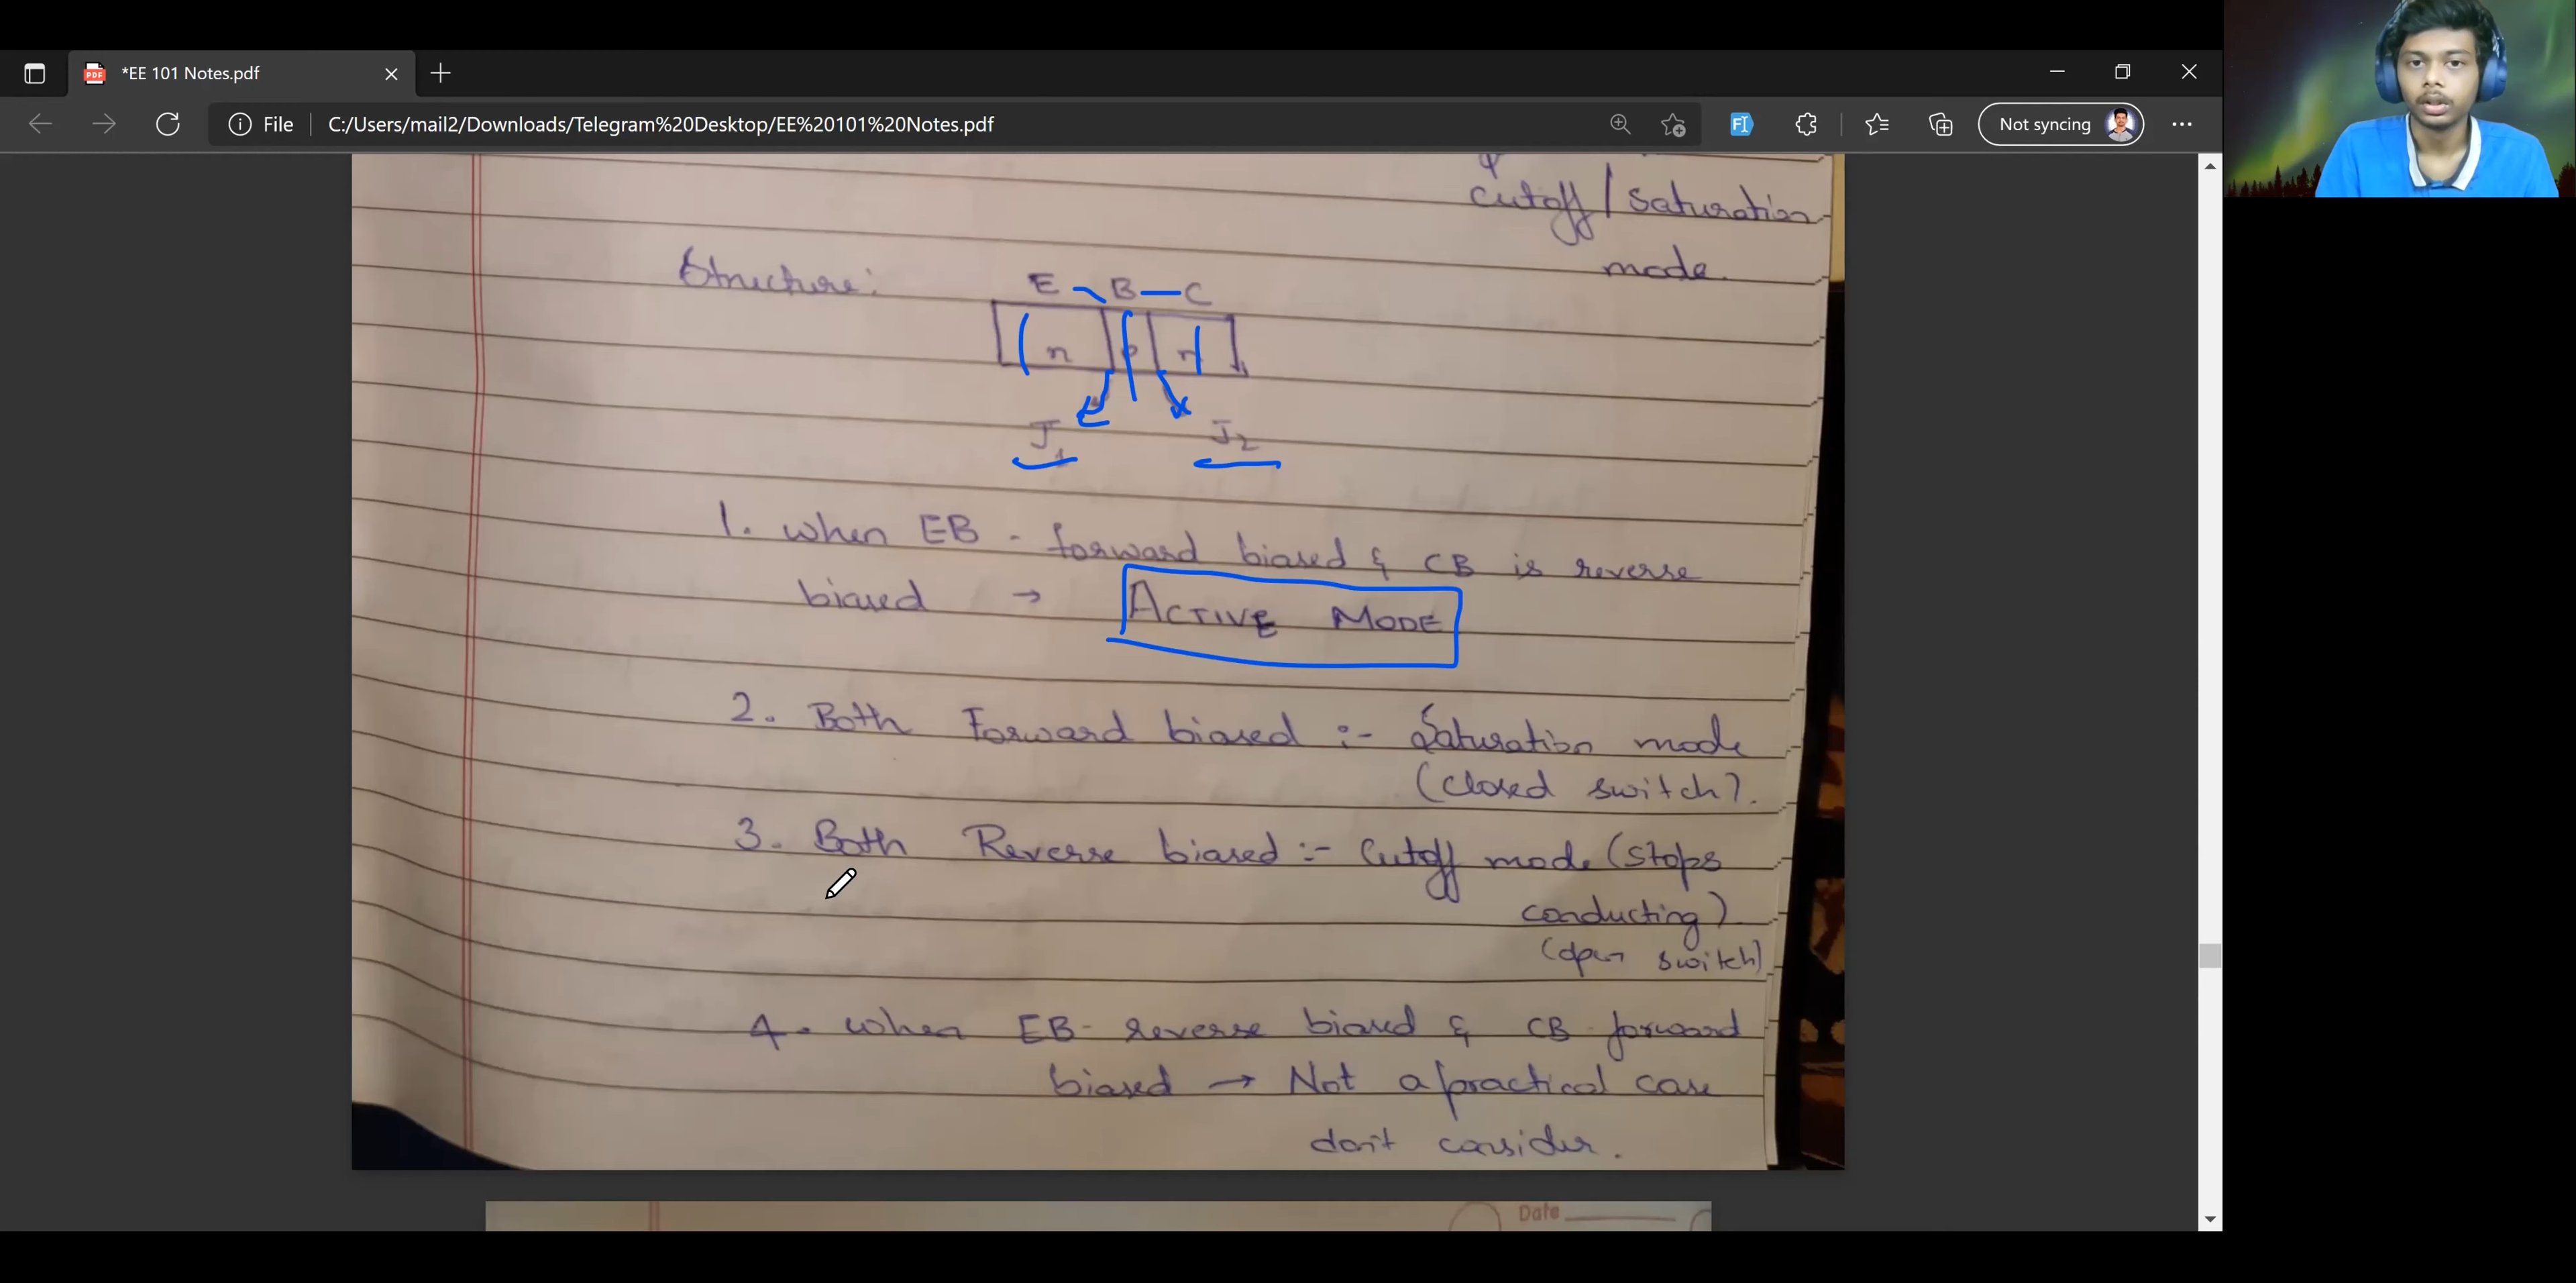 *EE 101 Notes.pdf
File
C:/Users/mail2/Downloads/Telegram%20Desktop/EE%20101%20Notes.pdf
Not syncing
cutoff / saturation
mode.
Structure:
E B C
n p n
J1 J2
1. When EB - forward biased & CB is reverse
biased → ACTIVE MODE
2. Both Forward biased :- Saturation mode
(closed switch).
3. Both Reverse biased :- Cutoff mode (stops
conducting)
(open switch)
4. When EB- reverse biased & CB forward
biased → Not a practical case
don't consider.
Date